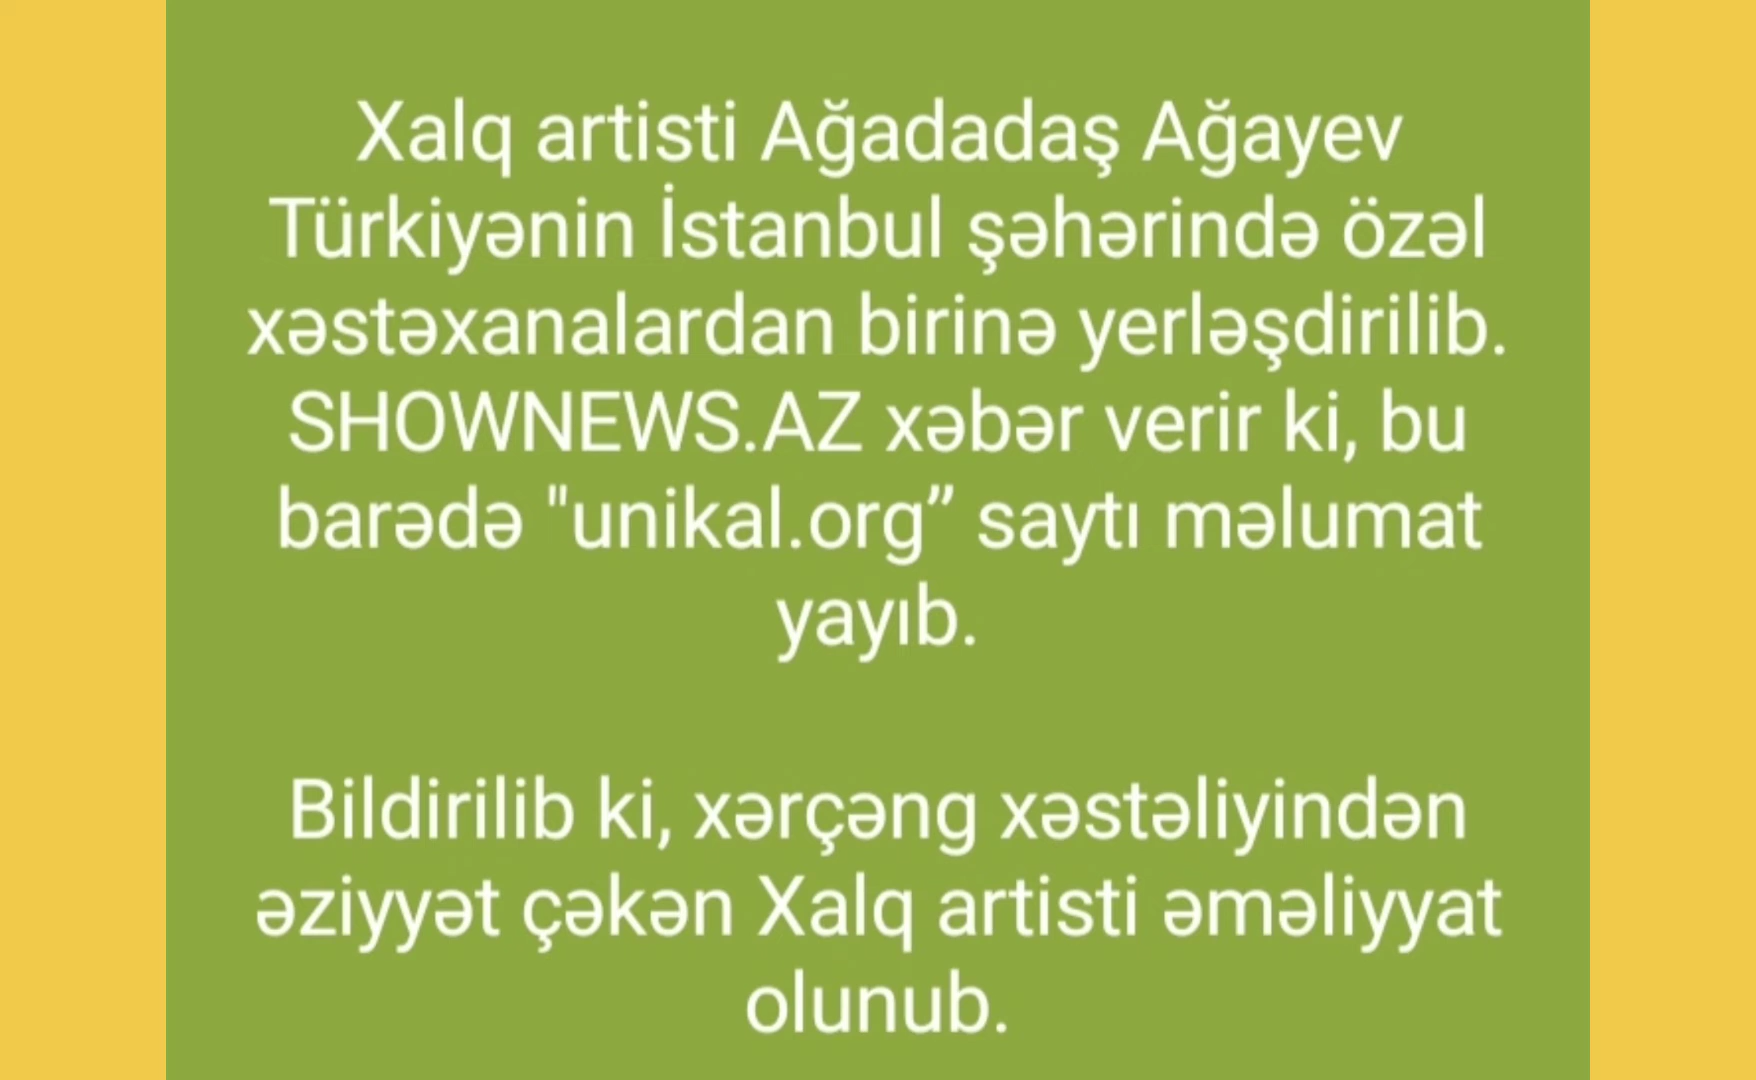 Xalq artisti Ağadadaş Ağayev
Türkiyənin İstanbul şəhərində özəl
xəstəxanalardan birinə yerləşdirilib.
SHOWNEWS.AZ xəbər verir ki, bu
barədə "unikal.org” saytı məlumat
yayıb.
Bildirilib ki, xərçəng xəstəliyindən
əziyyət çəkən Xalq artisti əməliyyat
olunub.